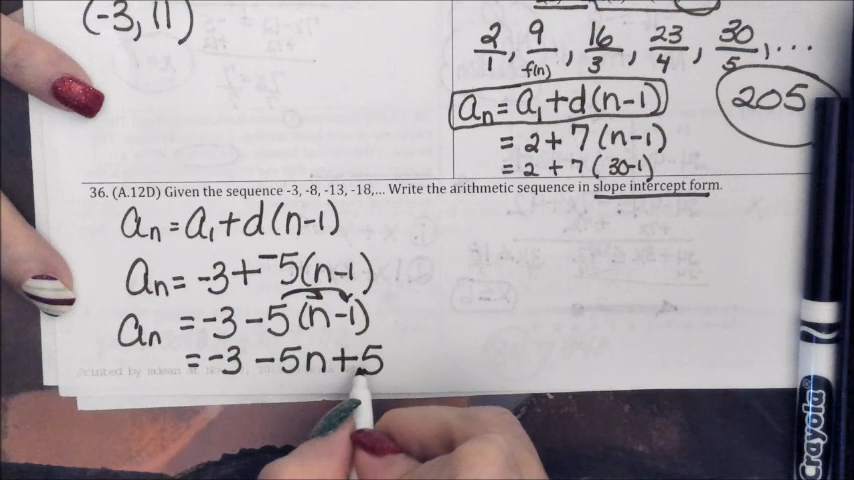 (-3, 11)
2/1, 9, 16/3, 23/4, 30/5, ...
f(n)
aₙ = a₁ + d(n-1)
= 2 + 7(n-1)
= 2 + 7(30-1)
205
36. (A.12D) Given the sequence -3, -8, -13, -18,... Write the arithmetic sequence in slope intercept form.
aₙ = a₁ + d(n-1)
aₙ = -3 + ⁻5(n-1)
aₙ = -3 - 5(n-1)
= -3 - 5n + 5
Crayola